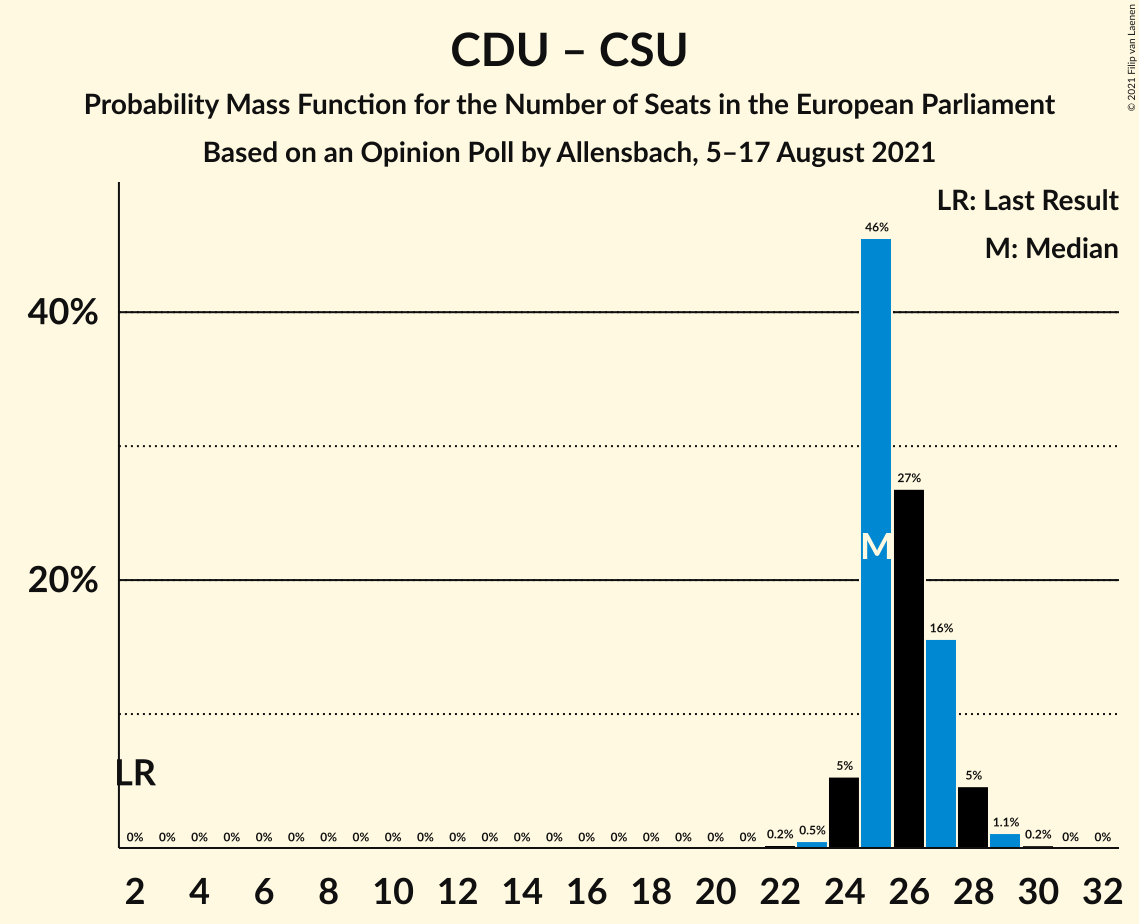 CDU – CSU
Probability Mass Function for the Number of Seats in the European Parliament
Based on an Opinion Poll by Allensbach, 5–17 August 2021
© 2021 Filip van Laenen
LR: Last Result
M: Median
40%
20%
46%
27%
M
16%
LR
0% 0% 0% 0% 0% 0% 0% 0% 0% 0% 0% 0% 0% 0% 0% 0% 0% 0% 0% 0% 0.2% 0.5% 5% 5% 1.1% 0.2% 0% 0%
2 4 6 8 10 12 14 16 18 20 22 24 26 28 30 32